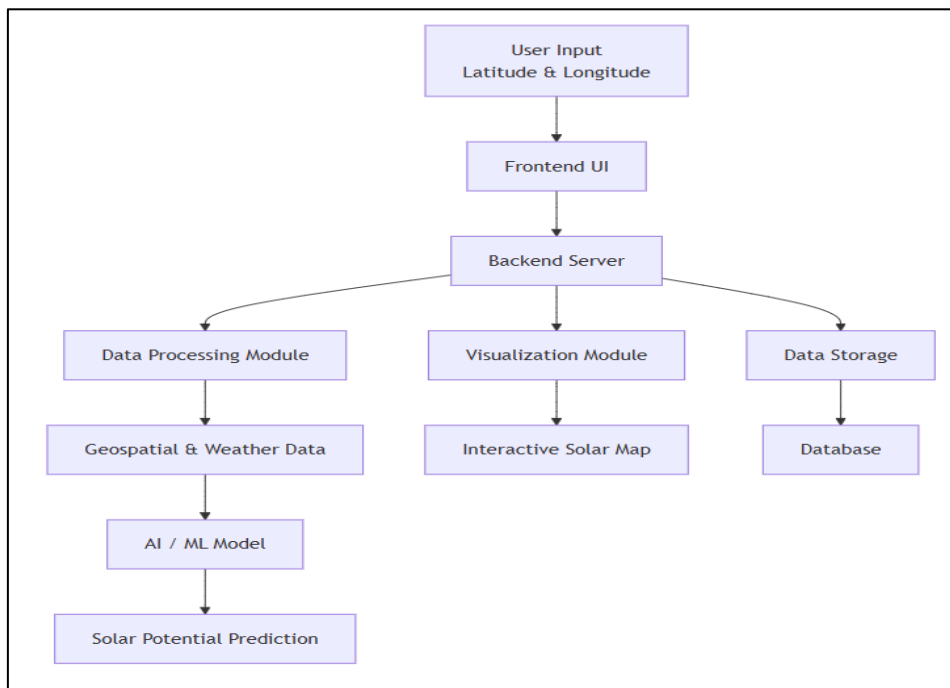 User Input
Latitude & Longitude
Frontend UI
Backend Server
Data Processing Module
Visualization Module
Data Storage
Geospatial & Weather Data
Interactive Solar Map
Database
AI / ML Model
Solar Potential Prediction